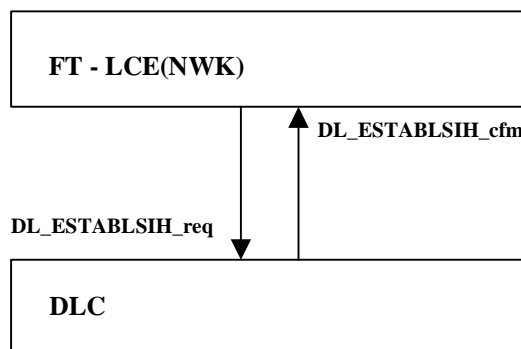 FT - LCE(NWK)
DL_ESTABLSIH_cfm
DL_ESTABLSIH_req
DLC